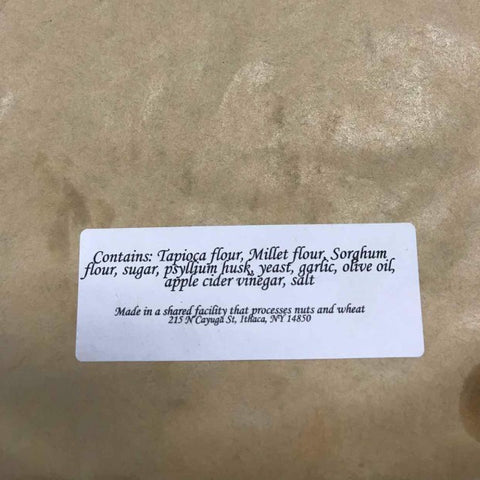 Contains: Tapioca flour, Millet flour, Sorghum
flour, sugar, psyllium husk, yeast, garlic, olive oil,
apple cider vinegar, salt
Made in a shared facility that processes nuts and wheat
215 N Cayuga St, Ithaca, NY 14850